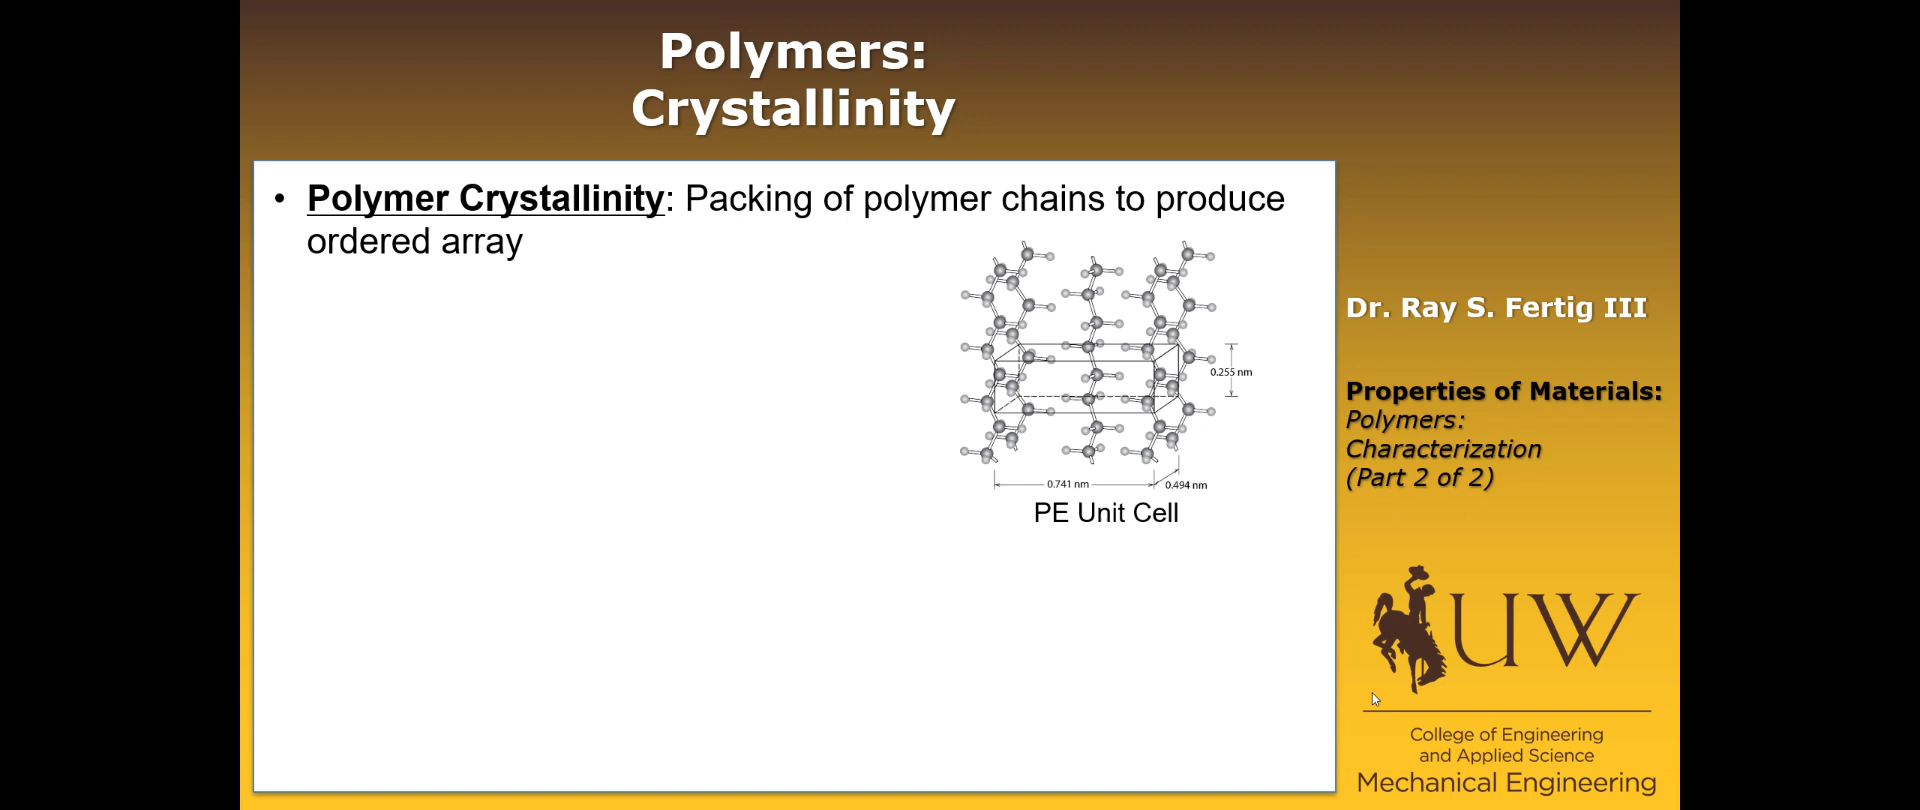 Polymers:
Crystallinity
• Polymer Crystallinity: Packing of polymer chains to produce
ordered array
0.255 nm
0.741 nm
0.494 nm
PE Unit Cell
Dr. Ray S. Fertig III
Properties of Materials:
Polymers:
Characterization
(Part 2 of 2)
UW
College of Engineering
and Applied Science
Mechanical Engineering